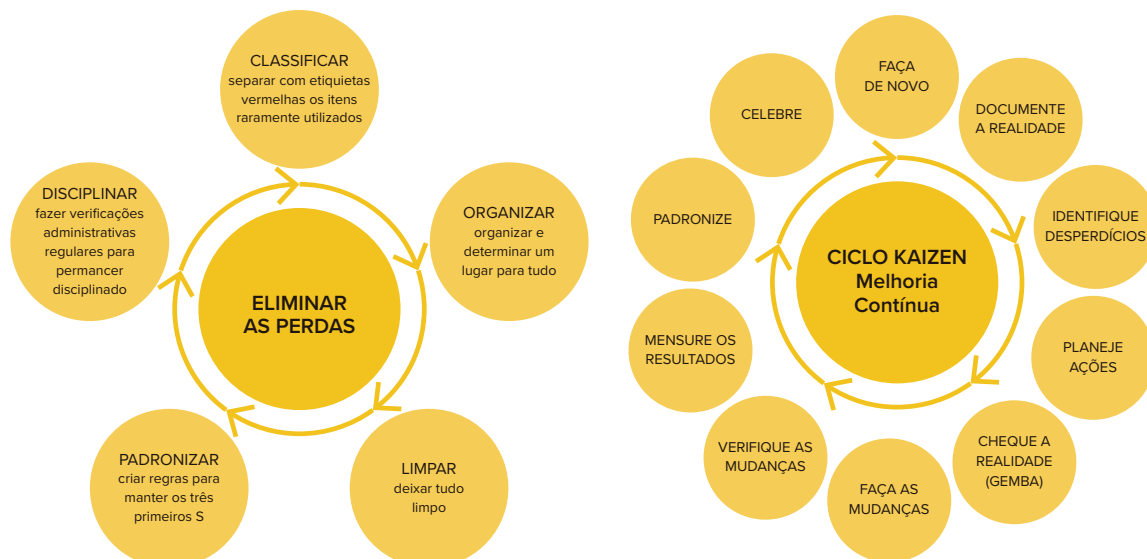 CLASSIFICAR
separar com etiquietas
vermelhas os itens
raramente utilizados
ORGANIZAR
organizar e
determinar um
lugar para tudo
LIMPAR
deixar tudo
limpo
PADRONIZAR
criar regras para
manter os três
primeiros S
DISCIPLINAR
fazer verificações
administrativas
regulares para
permancer
disciplinado
ELIMINAR
AS PERDAS
FAÇA
DE NOVO
DOCUMENTE
A REALIDADE
IDENTIFIQUE
DESPERDÍCIOS
PLANEJE
AÇÕES
CHEQUE A
REALIDADE
(GEMBA)
FAÇA AS
MUDANÇAS
VERIFIQUE AS
MUDANÇAS
MENSURE OS
RESULTADOS
PADRONIZE
CELEBRE
CICLO KAIZEN
Melhoria
Contínua